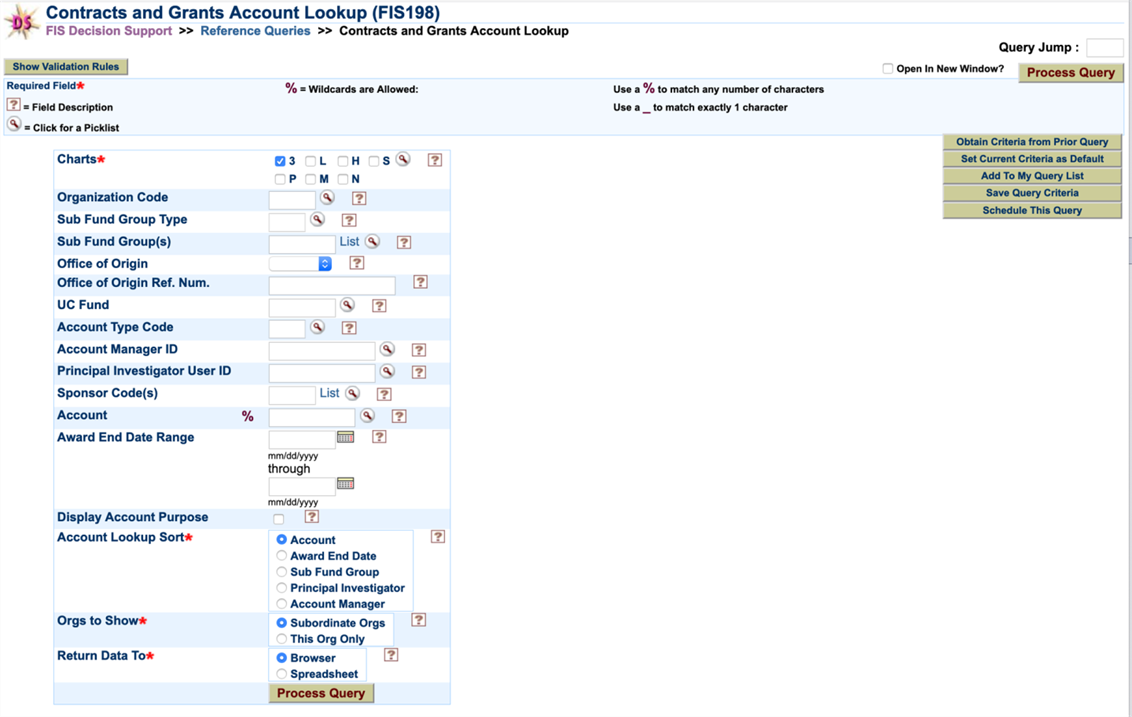 DS
Contracts and Grants Account Lookup (FIS198)
FIS Decision Support >> Reference Queries >> Contracts and Grants Account Lookup
Query Jump :
Show Validation Rules
Open In New Window?
Process Query
Required Field*
% = Wildcards are Allowed:
Use a % to match any number of characters
? = Field Description
Use a _ to match exactly 1 character
= Click for a Picklist
Obtain Criteria from Prior Query
Set Current Criteria as Default
Add To My Query List
Save Query Criteria
Schedule This Query
Charts* 3 L H S ?
P M N
Organization Code ?
Sub Fund Group Type ?
Sub Fund Group(s) List ?
Office of Origin ?
Office of Origin Ref. Num. ?
UC Fund ?
Account Type Code ?
Account Manager ID ?
Principal Investigator User ID ?
Sponsor Code(s) List ?
Account % ?
Award End Date Range ?
mm/dd/yyyy
through
mm/dd/yyyy
Display Account Purpose ?
Account Lookup Sort* Account ?
Award End Date
Sub Fund Group
Principal Investigator
Account Manager
Orgs to Show* Subordinate Orgs ?
This Org Only
Return Data To* Browser ?
Spreadsheet
Process Query